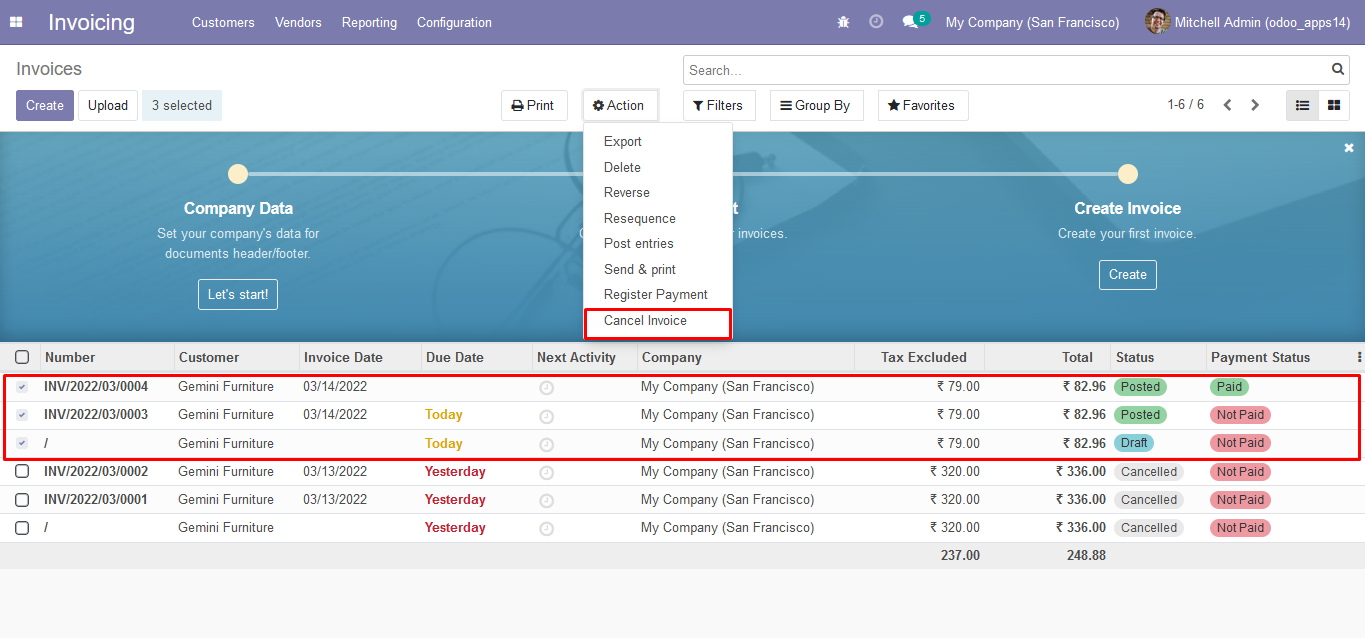 Invoicing Customers Vendors Reporting Configuration 5 My Company (San Francisco) Mitchell Admin (odoo_apps14)
Invoices Search...
Create Upload 3 selected Print Action Filters Group By Favorites 1-6 / 6
Export
Delete
Reverse
Resequence
Post entries
Send & print
Register Payment
Cancel Invoice
Company Data
Set your company's data for
documents header/footer.
Let's start!
t
invoices.
Create Invoice
Create your first invoice.
Create
Number Customer Invoice Date Due Date Next Activity Company Tax Excluded Total Status Payment Status
INV/2022/03/0004 Gemini Furniture 03/14/2022 My Company (San Francisco) ₹ 79.00 ₹ 82.96 Posted Paid
INV/2022/03/0003 Gemini Furniture 03/14/2022 Today My Company (San Francisco) ₹ 79.00 ₹ 82.96 Posted Not Paid
/ Gemini Furniture Today My Company (San Francisco) ₹ 79.00 ₹ 82.96 Draft Not Paid
INV/2022/03/0002 Gemini Furniture 03/13/2022 Yesterday My Company (San Francisco) ₹ 320.00 ₹ 336.00 Cancelled Not Paid
INV/2022/03/0001 Gemini Furniture 03/13/2022 Yesterday My Company (San Francisco) ₹ 320.00 ₹ 336.00 Cancelled Not Paid
/ Gemini Furniture Yesterday My Company (San Francisco) ₹ 320.00 ₹ 336.00 Cancelled Not Paid
237.00 248.88